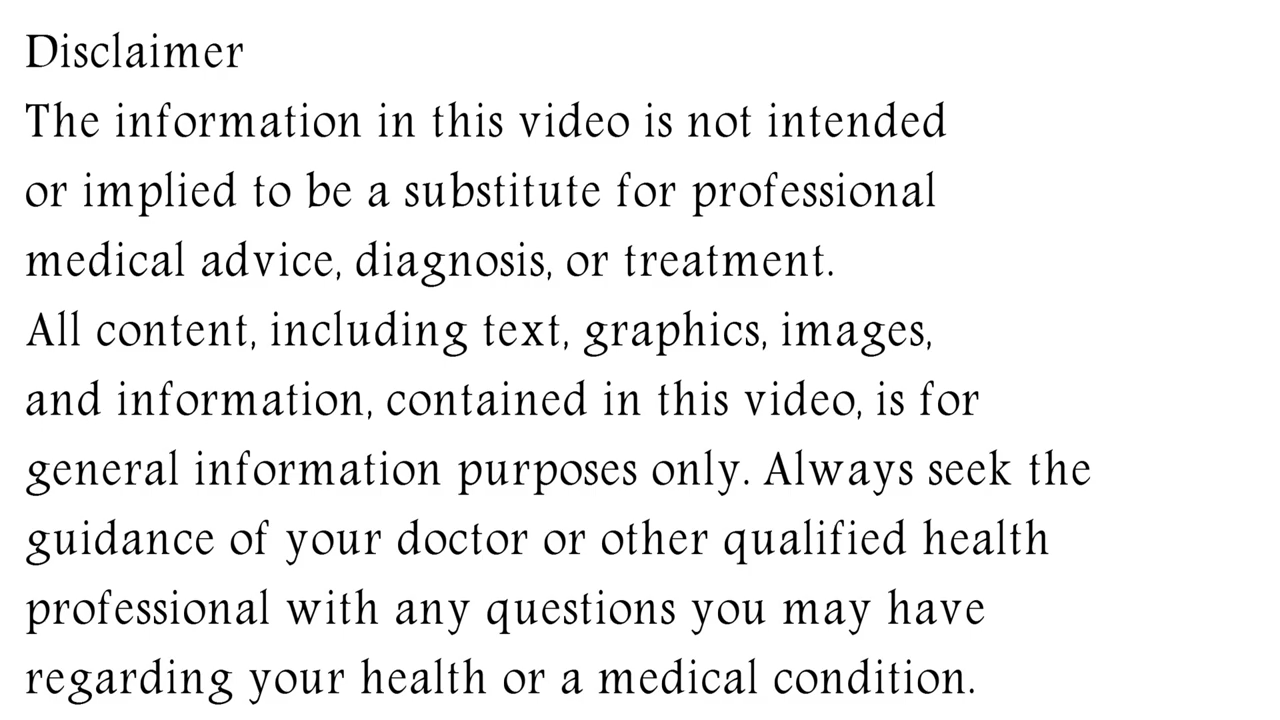 Disclaimer
The information in this video is not intended
or implied to be a substitute for professional
medical advice, diagnosis, or treatment.
All content, including text, graphics, images,
and information, contained in this video, is for
general information purposes only. Always seek the
guidance of your doctor or other qualified health
professional with any questions you may have
regarding your health or a medical condition.